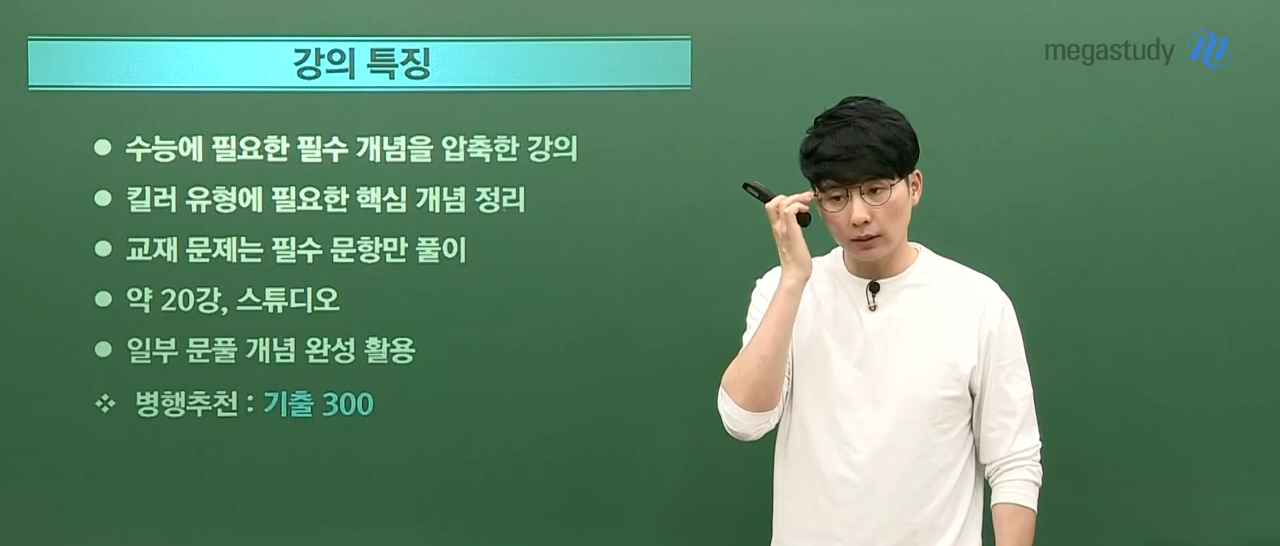 강의 특징
megastudy
● 수능에 필요한 필수 개념을 압축한 강의
● 킬러 유형에 필요한 핵심 개념 정리
● 교재 문제는 필수 문항만 풀이
● 약 20강, 스튜디오
● 일부 문풀 개념 완성 활용
❖ 병행추천 : 기출 300